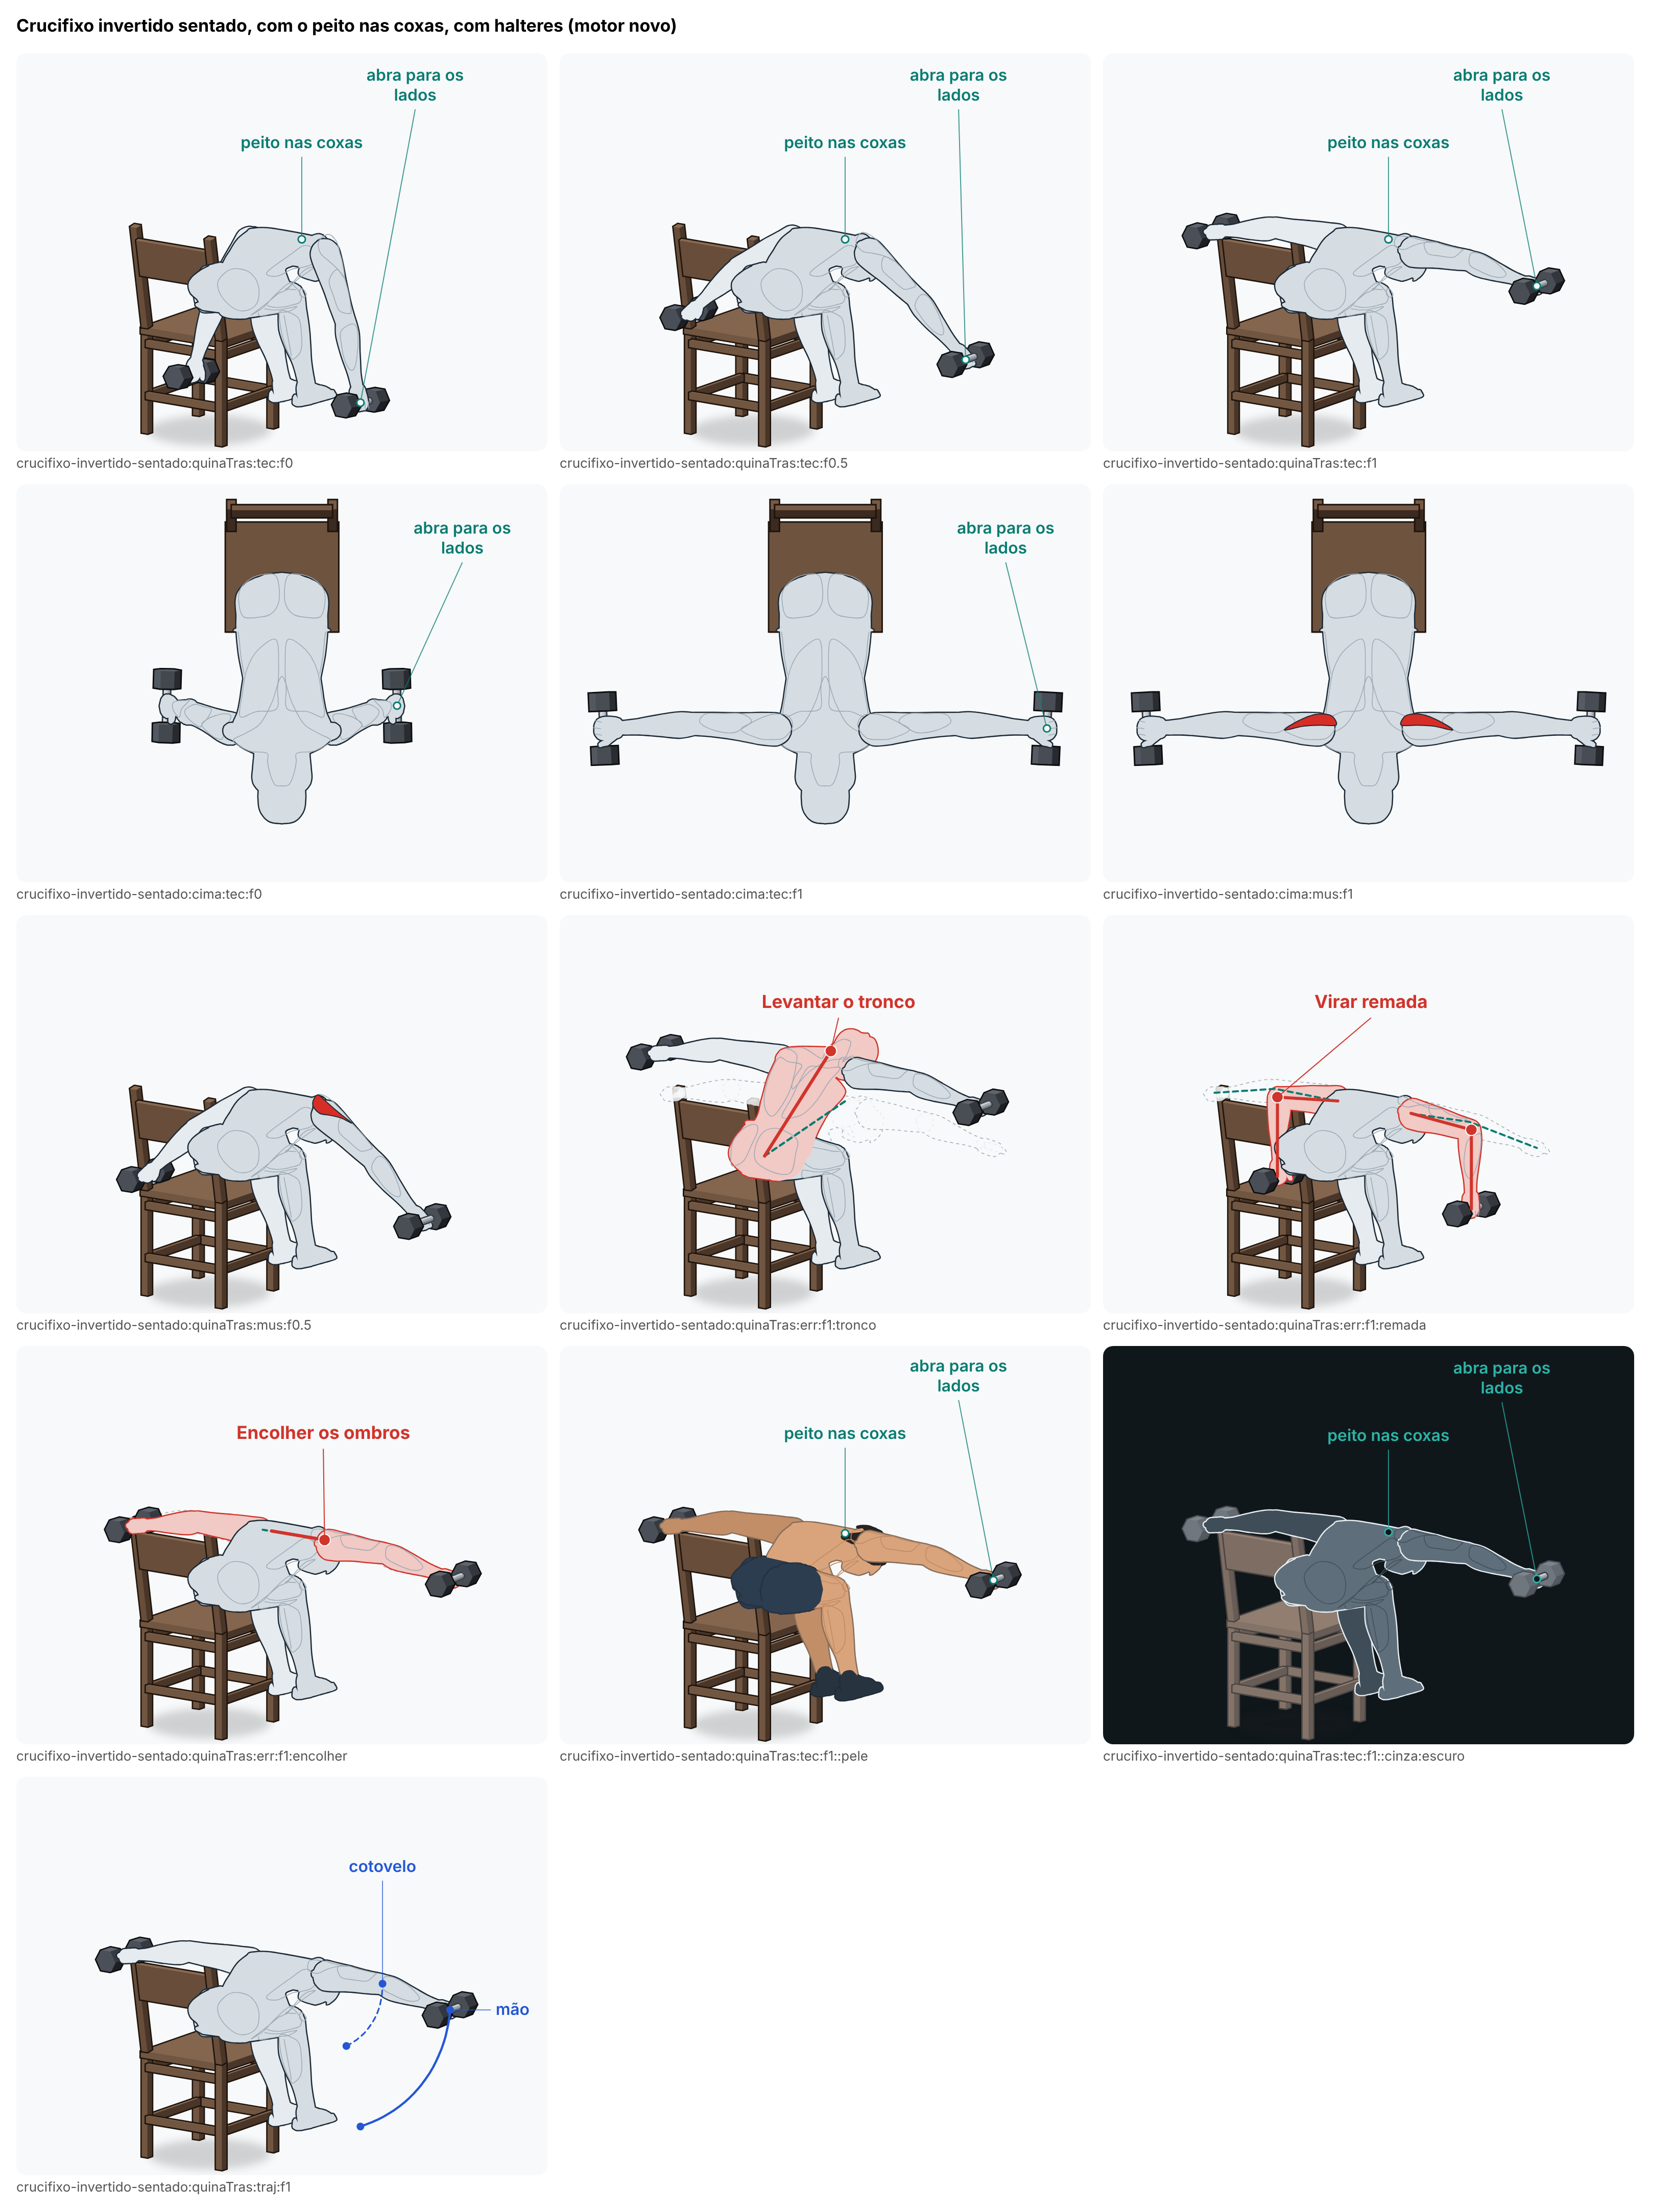 Crucifixo invertido sentado, com o peito nas coxas, com halteres (motor novo)
abra para os
lados
peito nas coxas
crucifixo-invertido-sentado:quinaTras:tec:f0
abra para os
lados
peito nas coxas
crucifixo-invertido-sentado:quinaTras:tec:f0.5
abra para os
lados
peito nas coxas
crucifixo-invertido-sentado:quinaTras:tec:f1
abra para os
lados
crucifixo-invertido-sentado:cima:tec:f0
abra para os
lados
crucifixo-invertido-sentado:cima:tec:f1
crucifixo-invertido-sentado:cima:mus:f1
crucifixo-invertido-sentado:quinaTras:mus:f0.5
Levantar o tronco
crucifixo-invertido-sentado:quinaTras:err:f1:tronco
Virar remada
crucifixo-invertido-sentado:quinaTras:err:f1:remada
Encolher os ombros
crucifixo-invertido-sentado:quinaTras:err:f1:encolher
abra para os
lados
peito nas coxas
crucifixo-invertido-sentado:quinaTras:tec:f1::pele
abra para os
lados
peito nas coxas
crucifixo-invertido-sentado:quinaTras:tec:f1::cinza:escuro
cotovelo
mão
crucifixo-invertido-sentado:quinaTras:traj:f1